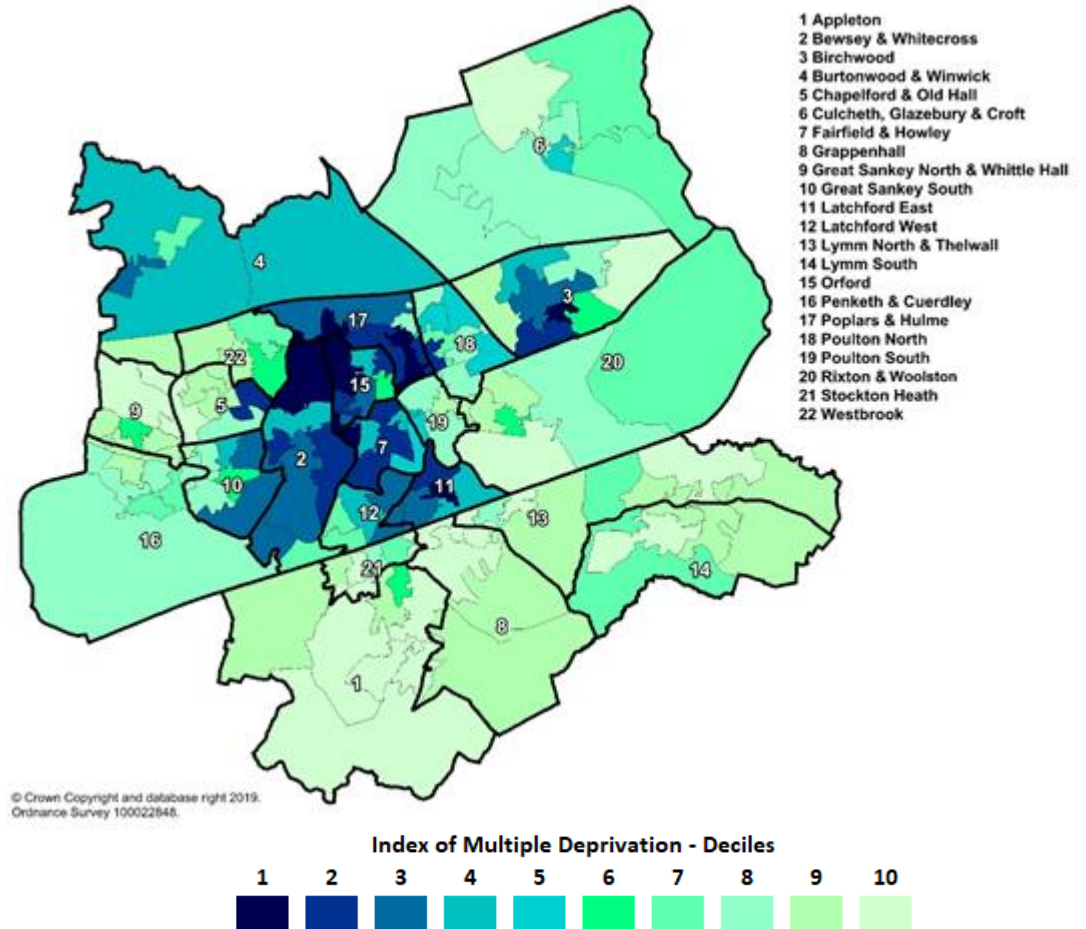 1 Appleton
2 Bewsey & Whitecross
3 Birchwood
4 Burtonwood & Winwick
5 Chapelford & Old Hall
6 Culcheth, Glazebury & Croft
7 Fairfield & Howley
8 Grappenhall
9 Great Sankey North & Whittle Hall
10 Great Sankey South
11 Latchford East
12 Latchford West
13 Lymm North & Thelwall
14 Lymm South
15 Orford
16 Penketh & Cuerdley
17 Poplars & Hulme
18 Poulton North
19 Poulton South
20 Rixton & Woolston
21 Stockton Heath
22 Westbrook
6
4
3
17
18
20
22
15
5
9
19
7
2
10
11
12
13
16
21
14
8
1
© Crown Copyright and database right 2019.
Ordnance Survey 100022848.
Index of Multiple Deprivation - Deciles
1 2 3 4 5 6 7 8 9 10